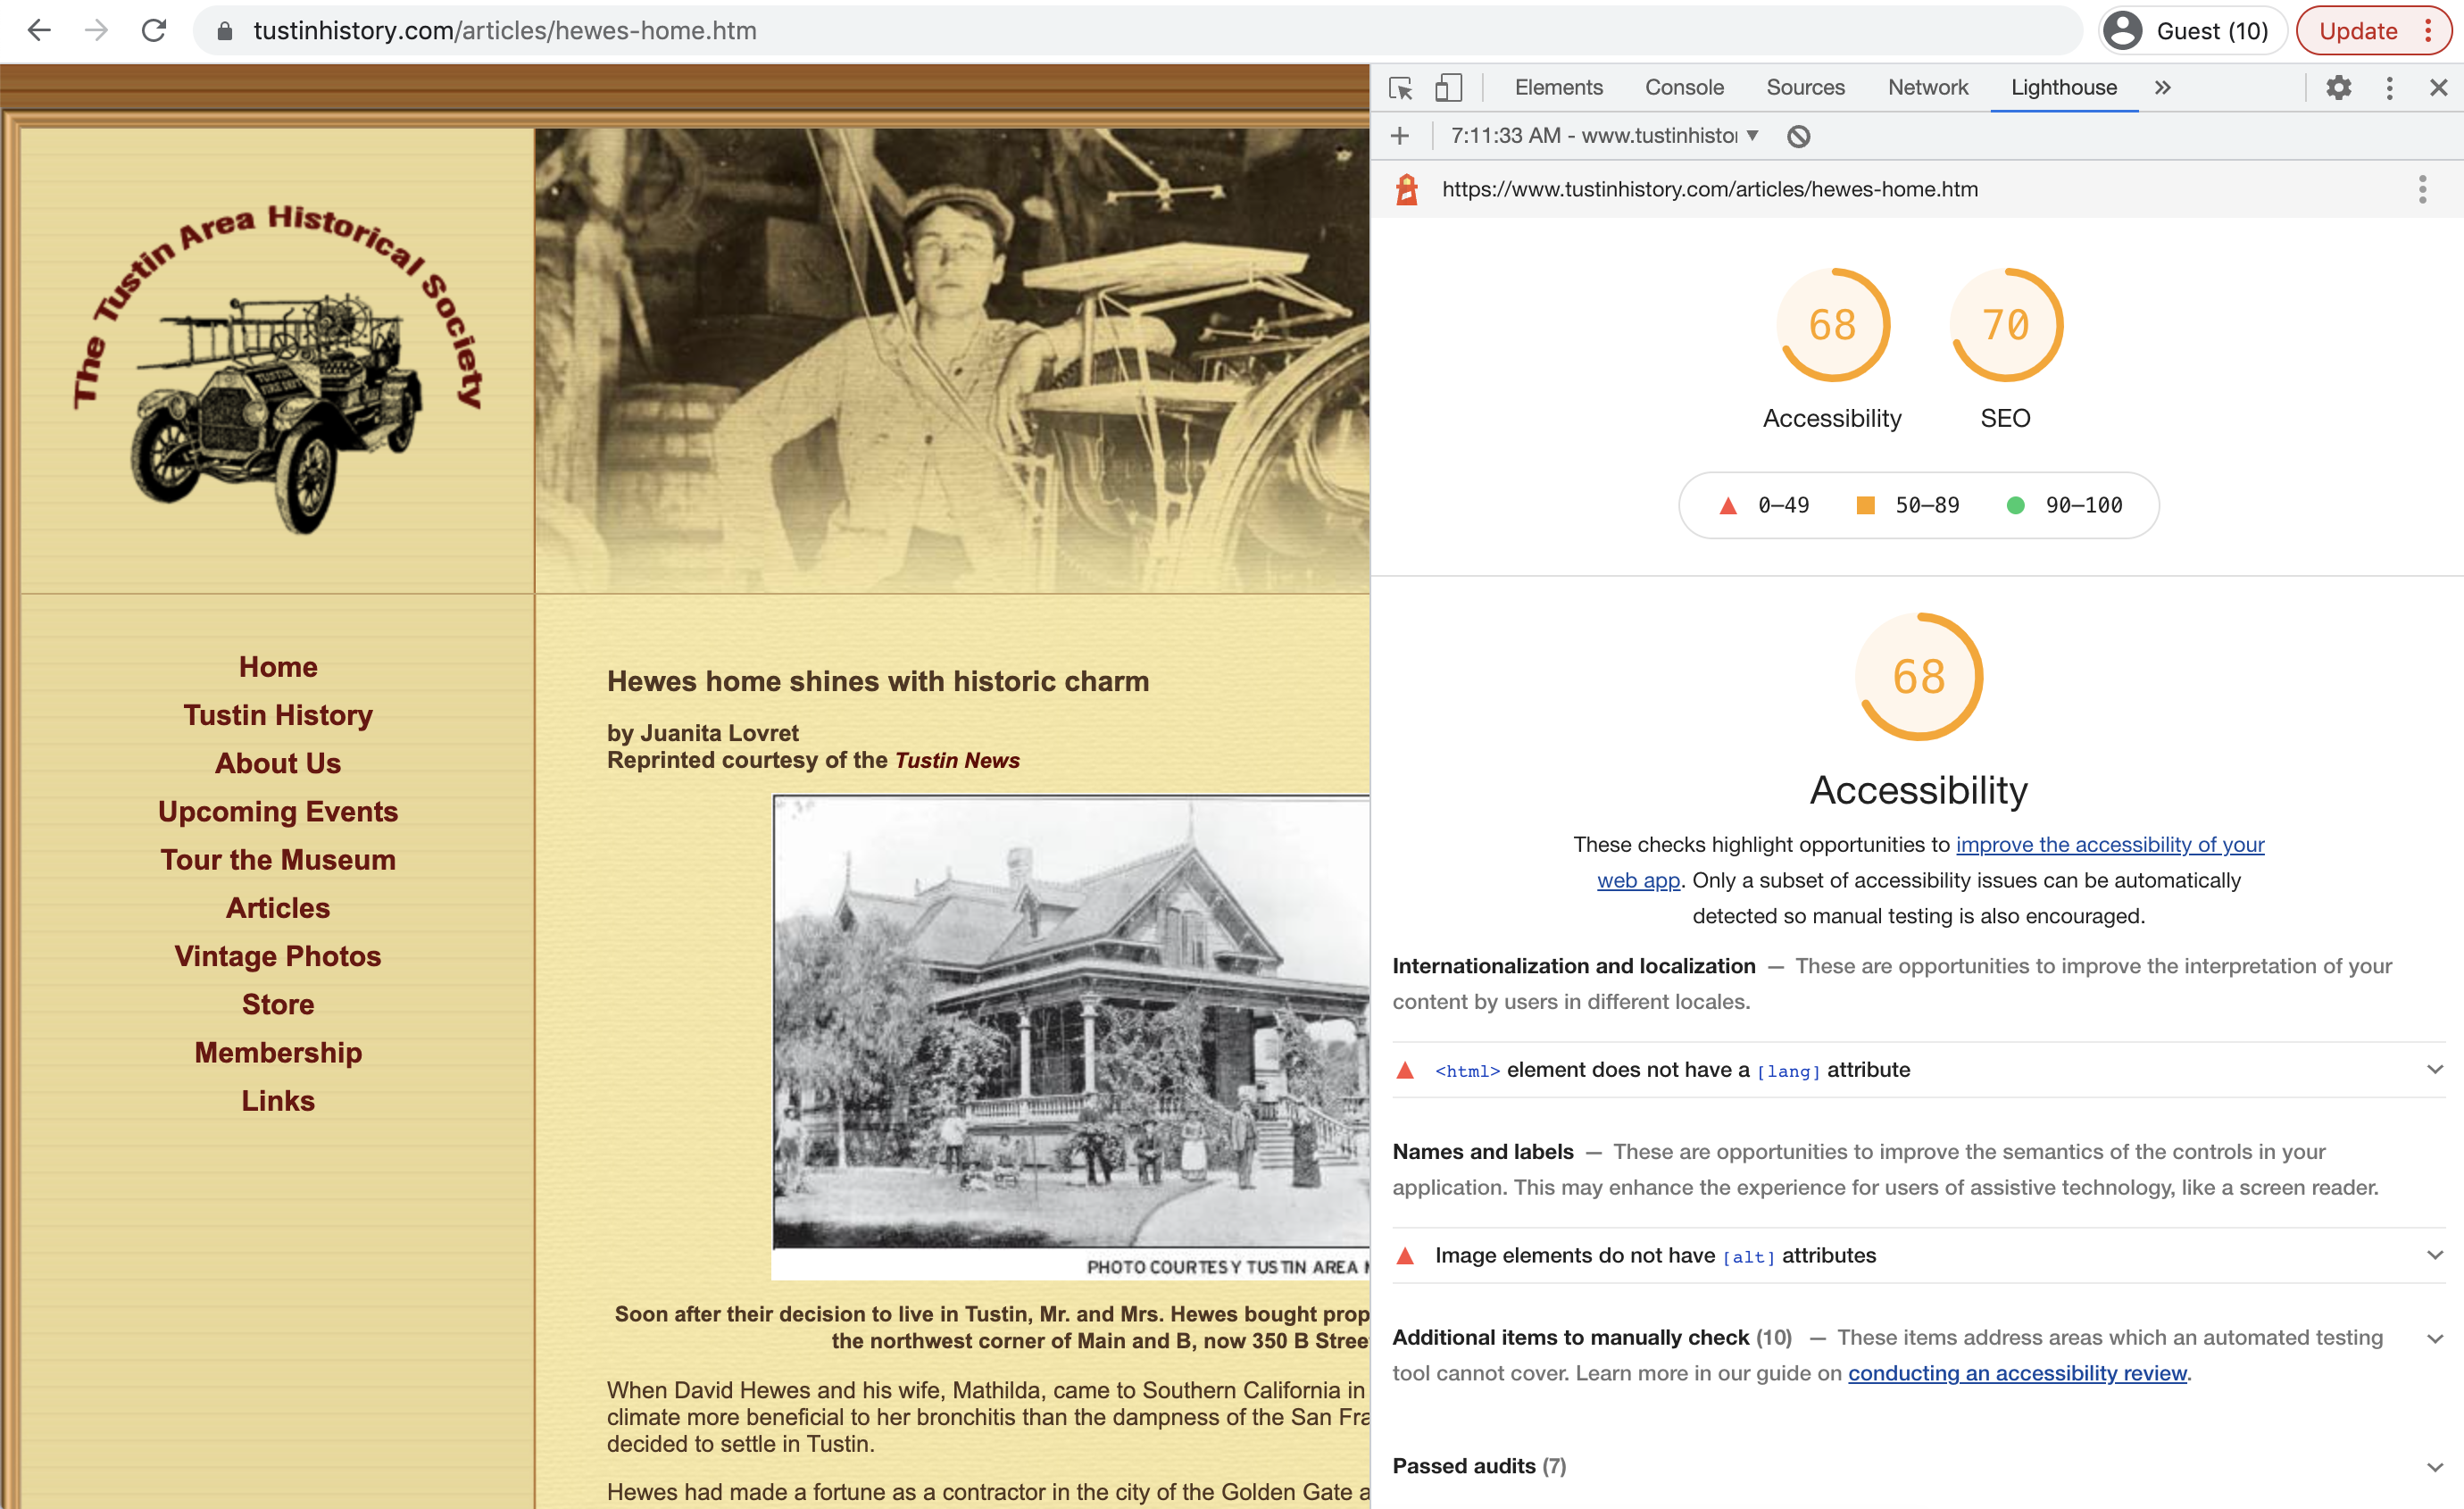 tustinhistory.com/articles/hewes-home.htm
Guest (10)
Update
The Tustin Area Historical Society
TUSTIN
Home
Tustin History
About Us
Upcoming Events
Tour the Museum
Articles
Vintage Photos
Store
Membership
Links
Hewes home shines with historic charm
by Juanita Lovret
Reprinted courtesy of the Tustin News
PHOTO COURTESY TUSTIN AREA
Soon after their decision to live in Tustin, Mr. and Mrs. Hewes bought prop
the northwest corner of Main and B, now 350 B Stree
When David Hewes and his wife, Mathilda, came to Southern California in
climate more beneficial to her bronchitis than the dampness of the San Fra
decided to settle in Tustin.
Hewes had made a fortune as a contractor in the city of the Golden Gate a
Elements Console Sources Network Lighthouse
7:11:33 AM - www.tustinhisto
https://www.tustinhistory.com/articles/hewes-home.htm
68 70
Accessibility SEO
0–49 50–89 90–100
68
Accessibility
These checks highlight opportunities to improve the accessibility of your
web app. Only a subset of accessibility issues can be automatically
detected so manual testing is also encouraged.
Internationalization and localization — These are opportunities to improve the interpretation of your
content by users in different locales.
<html> element does not have a [lang] attribute
Names and labels — These are opportunities to improve the semantics of the controls in your
application. This may enhance the experience for users of assistive technology, like a screen reader.
Image elements do not have [alt] attributes
Additional items to manually check (10) — These items address areas which an automated testing
tool cannot cover. Learn more in our guide on conducting an accessibility review.
Passed audits (7)